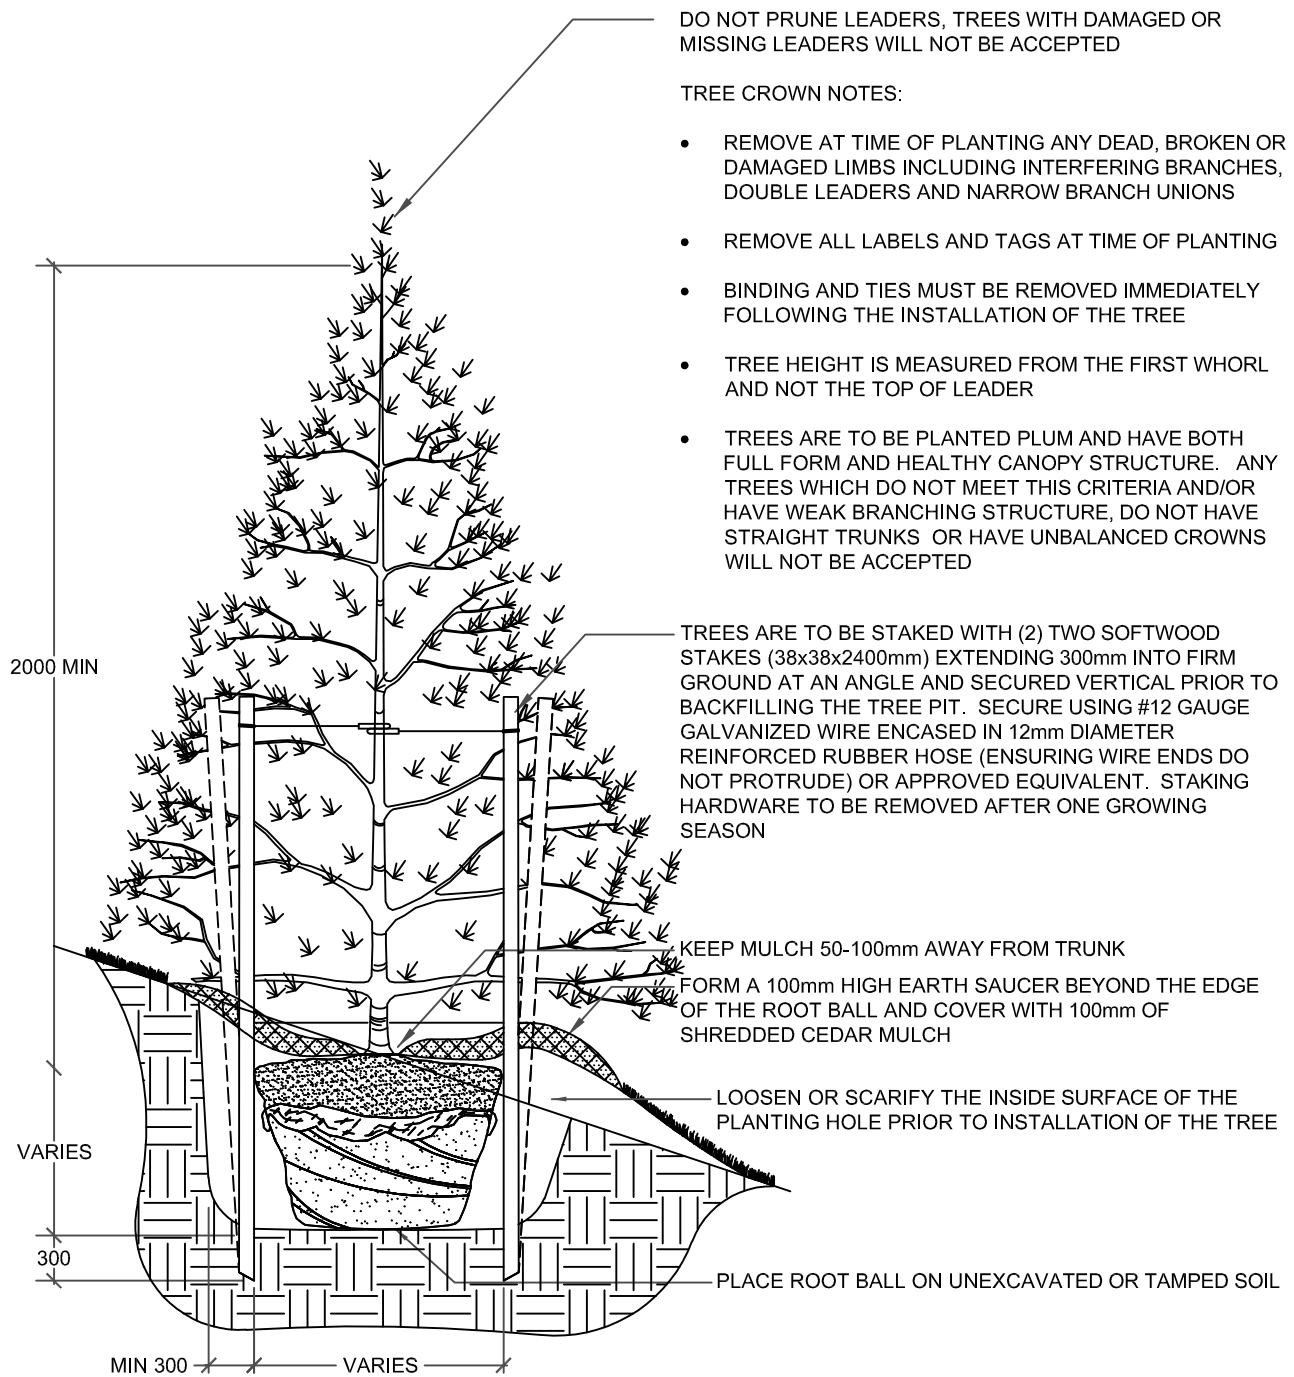 DO NOT PRUNE LEADERS, TREES WITH DAMAGED OR
MISSING LEADERS WILL NOT BE ACCEPTED
TREE CROWN NOTES:
• REMOVE AT TIME OF PLANTING ANY DEAD, BROKEN OR
DAMAGED LIMBS INCLUDING INTERFERING BRANCHES,
DOUBLE LEADERS AND NARROW BRANCH UNIONS
• REMOVE ALL LABELS AND TAGS AT TIME OF PLANTING
• BINDING AND TIES MUST BE REMOVED IMMEDIATELY
FOLLOWING THE INSTALLATION OF THE TREE
• TREE HEIGHT IS MEASURED FROM THE FIRST WHORL
AND NOT THE TOP OF LEADER
• TREES ARE TO BE PLANTED PLUM AND HAVE BOTH
FULL FORM AND HEALTHY CANOPY STRUCTURE. ANY
TREES WHICH DO NOT MEET THIS CRITERIA AND/OR
HAVE WEAK BRANCHING STRUCTURE, DO NOT HAVE
STRAIGHT TRUNKS OR HAVE UNBALANCED CROWNS
WILL NOT BE ACCEPTED
TREES ARE TO BE STAKED WITH (2) TWO SOFTWOOD
STAKES (38x38x2400mm) EXTENDING 300mm INTO FIRM
GROUND AT AN ANGLE AND SECURED VERTICAL PRIOR TO
BACKFILLING THE TREE PIT. SECURE USING #12 GAUGE
GALVANIZED WIRE ENCASED IN 12mm DIAMETER
REINFORCED RUBBER HOSE (ENSURING WIRE ENDS DO
NOT PROTRUDE) OR APPROVED EQUIVALENT. STAKING
HARDWARE TO BE REMOVED AFTER ONE GROWING
SEASON
2000 MIN
KEEP MULCH 50-100mm AWAY FROM TRUNK
FORM A 100mm HIGH EARTH SAUCER BEYOND THE EDGE
OF THE ROOT BALL AND COVER WITH 100mm OF
SHREDDED CEDAR MULCH
LOOSEN OR SCARIFY THE INSIDE SURFACE OF THE
PLANTING HOLE PRIOR TO INSTALLATION OF THE TREE
VARIES
300
PLACE ROOT BALL ON UNEXCAVATED OR TAMPED SOIL
MIN 300
VARIES